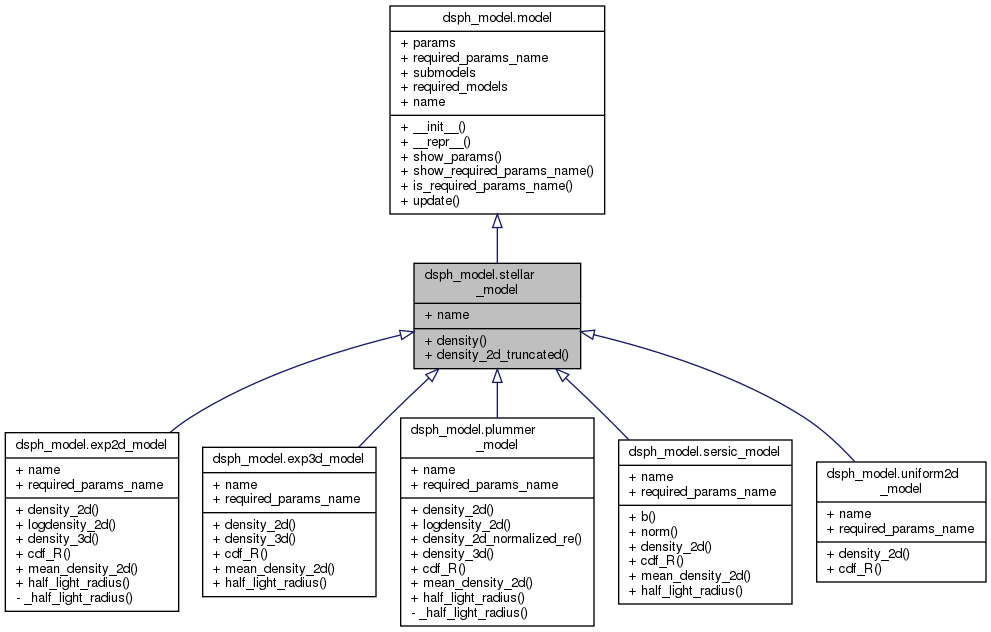 dsph_model.model
+ params
+ required_params_name
+ submodels
+ required_models
+ name
+ __init__()
+ __repr__()
+ show_params()
+ show_required_params_name()
+ is_required_params_name()
+ update()
dsph_model.stellar
_model
+ name
+ density()
+ density_2d_truncated()
dsph_model.exp2d_model
+ name
+ required_params_name
+ density_2d()
+ logdensity_2d()
+ density_3d()
+ cdf_R()
+ mean_density_2d()
+ half_light_radius()
- _half_light_radius()
dsph_model.exp3d_model
+ name
+ required_params_name
+ density_2d()
+ density_3d()
+ cdf_R()
+ mean_density_2d()
+ half_light_radius()
dsph_model.plummer
_model
+ name
+ required_params_name
+ density_2d()
+ logdensity_2d()
+ density_2d_normalized_re()
+ density_3d()
+ cdf_R()
+ mean_density_2d()
+ half_light_radius()
- _half_light_radius()
dsph_model.sersic_model
+ name
+ required_params_name
+ b()
+ norm()
+ density_2d()
+ cdf_R()
+ mean_density_2d()
+ half_light_radius()
dsph_model.uniform2d
_model
+ name
+ required_params_name
+ density_2d()
+ cdf_R()